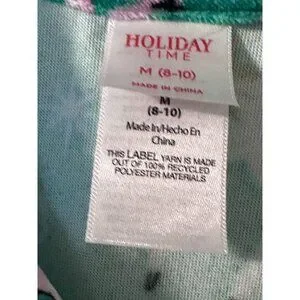 HOLIDAY
TIME
M (8-10)
MADE IN CHINA
M
(8-10)
Made In/Hecho En
China
THIS LABEL YARN IS MADE
OUT OF 100% RECYCLED
POLYESTER MATERIALS